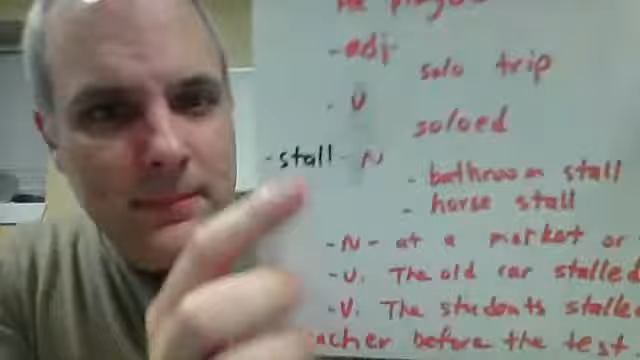 - adj
solo trip
- V
soloed
- stall - N
- bathroom stall
- horse stall
- N - at a market or
- V. The old car stalled
- V. The students stalled
before the test